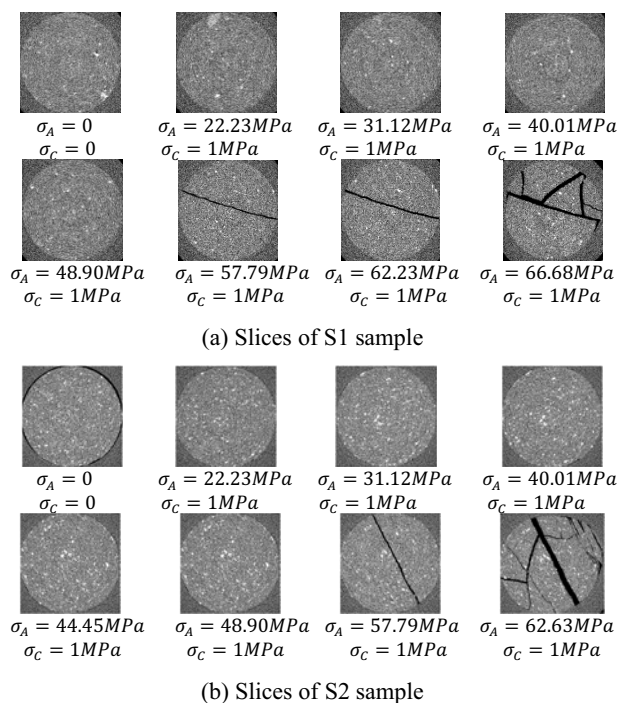 σ_A = 0 σ_A = 22.23MPa σ_A = 31.12MPa σ_A = 40.01MPa
σ_C = 0 σ_C = 1MPa σ_C = 1MPa σ_C = 1MPa
σ_A = 48.90MPa σ_A = 57.79MPa σ_A = 62.23MPa σ_A = 66.68MPa
σ_C = 1MPa σ_C = 1MPa σ_C = 1MPa σ_C = 1MPa
(a) Slices of S1 sample
σ_A = 0 σ_A = 22.23MPa σ_A = 31.12MPa σ_A = 40.01MPa
σ_C = 0 σ_C = 1MPa σ_C = 1MPa σ_C = 1MPa
σ_A = 44.45MPa σ_A = 48.90MPa σ_A = 57.79MPa σ_A = 62.63MPa
σ_C = 1MPa σ_C = 1MPa σ_C = 1MPa σ_C = 1MPa
(b) Slices of S2 sample